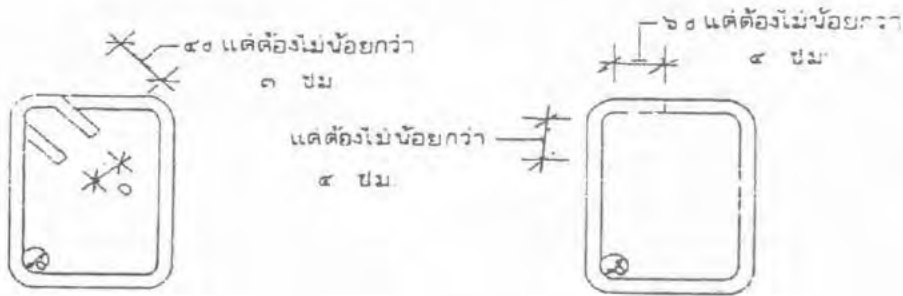 ๔d แต่ต้องไม่น้อยกว่า
๓ ซม.
d
๖d แต่ต้องไม่น้อยกว่า
๔ ซม.
แต่ต้องไม่น้อยกว่า
๔ ซม.